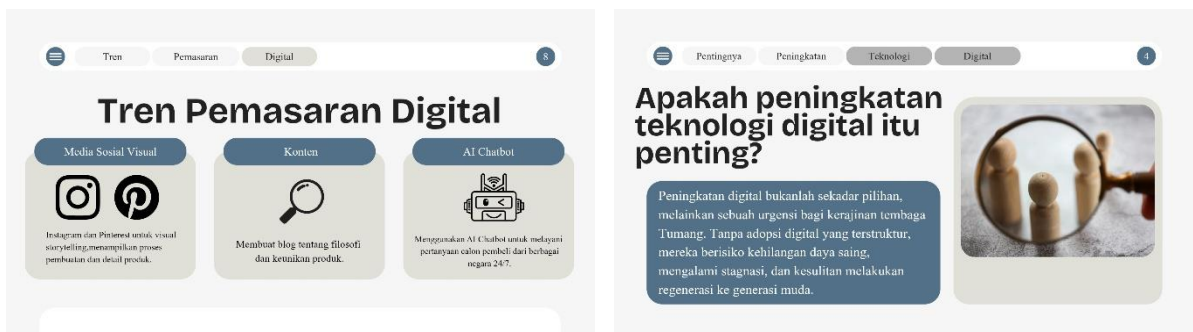 Tren Pemasaran Digital 8
Tren Pemasaran Digital
Media Sosial Visual
Instagram dan Pinterest untuk visual
storytelling,menampilkan proses
pembuatan dan detail produk.
Konten
Membuat blog tentang filosofi
dan keunikan produk.
AI Chatbot
Menggunakan AI Chatbot untuk melayani
pertanyaan calon pembeli dari berbagai
negara 24/7.
Pentingnya Peningkatan Teknologi Digital 4
Apakah peningkatan
teknologi digital itu
penting?
Peningkatan digital bukanlah sekadar pilihan,
melainkan sebuah urgensi bagi kerajinan tembaga
Tumang. Tanpa adopsi digital yang terstruktur,
mereka berisiko kehilangan daya saing,
mengalami stagnasi, dan kesulitan melakukan
regenerasi ke generasi muda.